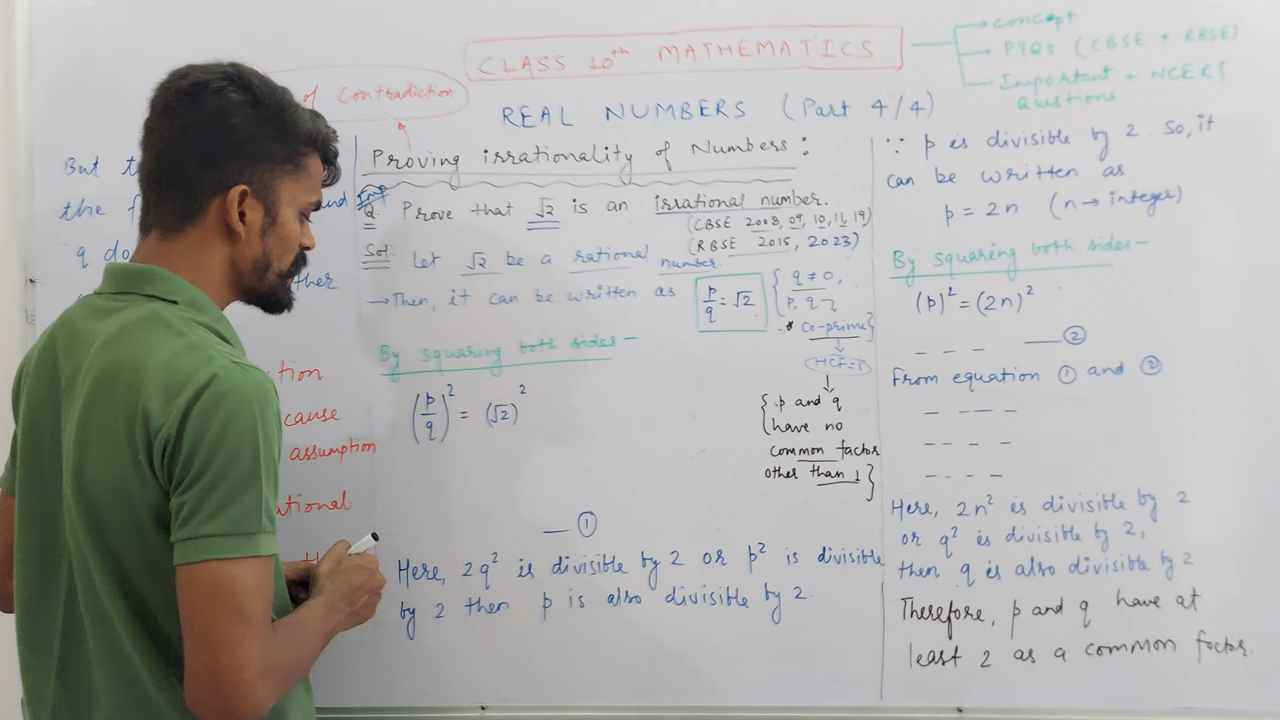 CLASS 10th MATHEMATICS
concept
PYQs (CBSE + RBSE)
Important + NCERT
Qustions
REAL NUMBERS (Part 4/4)
of Contradiction
But
the
and
q do
ther
tion
cause
assumption
ational
Proving irrationality of Numbers:
Imp
Q. Prove that √2 is an irrational number.
(CBSE 2008, 09, 10, 11, 19)
(RBSE 2015, 2023)
Sol: Let √2 be a rational number.
→ Then, it can be written as p/q = √2 { q ≠ 0,
p, q →
* Co-prime}
HCF=1
{ p and q
have no
common factor
other than 1 }
By squaring both sides –
(p/q)² = (√2)²
— ①
Here, 2q² is divisible by 2 or p² is divisible
by 2 then p is also divisible by 2.
∵ p is divisible by 2. So, it
can be written as
p = 2n (n → integer)
By squaring both sides –
(p)² = (2n)²
— — — — ②
From equation ① and ②
– — – –
– – – –
– – – –
Here, 2n² is divisible by 2
or q² is divisible by 2,
then q is also divisible by 2
Therefore, p and q have at
least 2 as a common factor.